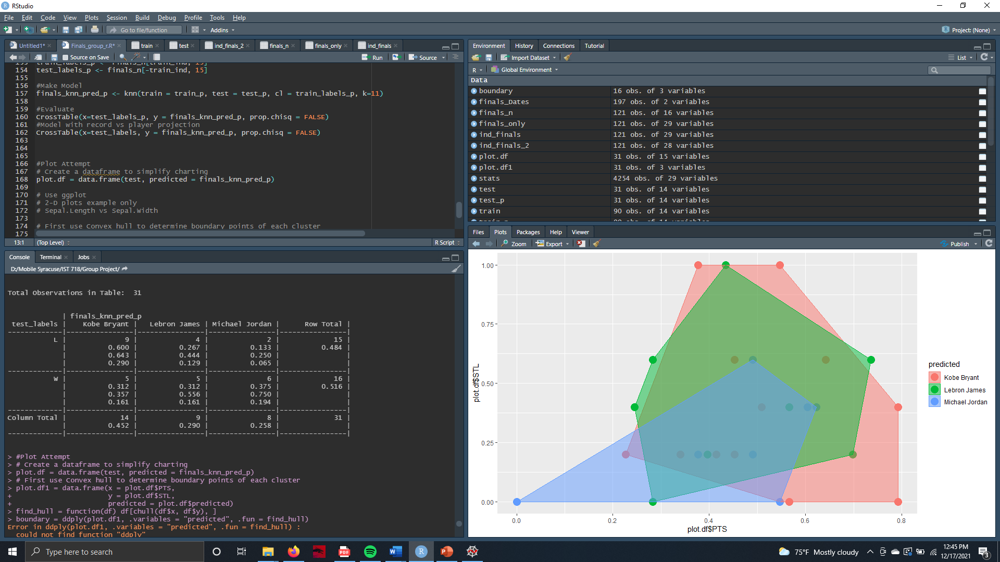 RStudio
File Edit Code View Plots Session Build Debug Profile Tools Help
Go to file/function Addins Project: (None)
Untitled1* Finals_group_r.R* train test ind_finals_2 finals_n finals_only ind_finals
Source on Save Run Source
154 test_labels_p <- finals_n[-train_ind, 15]
155
156 #Make Model
157 finals_knn_pred_p <- knn(train = train_p, test = test_p, cl = train_labels_p, k=11)
158
159 #Evaluate
160 CrossTable(x=test_labels_p, y = finals_knn_pred_p, prop.chisq = FALSE)
161 #Model with record vs player projection
162 CrossTable(x=test_labels, y = finals_knn_pred_p, prop.chisq = FALSE)
163
164
165
166 #Plot Attempt
167 # Create a dataframe to simplify charting
168 plot.df = data.frame(test, predicted = finals_knn_pred_p)
169
170 # Use ggplot
171 # 2-D plots example only
172 # Sepal.Length vs Sepal.Width
173
174 # First use Convex hull to determine boundary points of each cluster
175
13:1 (Top Level) R Script
Console Terminal Jobs
D:/Mobile Syracuse/IST 718/Group Project/
Total Observations in Table: 31
| finals_knn_pred_p
test_labels | Kobe Bryant | Lebron James | Michael Jordan | Row Total |
-------------|---------------|---------------|---------------|---------------|
L | 9 | 4 | 2 | 15 |
| 0.600 | 0.267 | 0.133 | 0.484 |
| 0.643 | 0.444 | 0.250 | |
| 0.290 | 0.129 | 0.065 | |
-------------|---------------|---------------|---------------|---------------|
W | 5 | 5 | 6 | 16 |
| 0.312 | 0.312 | 0.375 | 0.516 |
| 0.357 | 0.556 | 0.750 | |
| 0.161 | 0.161 | 0.194 | |
-------------|---------------|---------------|---------------|---------------|
Column Total | 14 | 9 | 8 | 31 |
| 0.452 | 0.290 | 0.258 | |
-------------|---------------|---------------|---------------|---------------|
> #Plot Attempt
> # Create a dataframe to simplify charting
> plot.df = data.frame(test, predicted = finals_knn_pred_p)
> # First use Convex hull to determine boundary points of each cluster
> plot.df1 = data.frame(x = plot.df$PTS,
+ y = plot.df$STL,
+ predicted = plot.df$predicted)
> find_hull = function(df) df[chull(df$x, df$y), ]
> boundary = ddply(plot.df1, .variables = "predicted", .fun = find_hull)
Error in ddply(plot.df1, .variables = "predicted", .fun = find_hull) :
could not find function "ddply"
Environment History Connections Tutorial
Import Dataset List
R Global Environment
Data
boundary 16 obs. of 3 variables
finals_Dates 197 obs. of 2 variables
finals_n 121 obs. of 16 variables
finals_only 121 obs. of 29 variables
ind_finals 121 obs. of 29 variables
ind_finals_2 121 obs. of 28 variables
plot.df 31 obs. of 15 variables
plot.df1 31 obs. of 3 variables
stats 4254 obs. of 29 variables
test 31 obs. of 14 variables
test_p 31 obs. of 14 variables
train 90 obs. of 14 variables
Files Plots Packages Help Viewer
Zoom Export Publish
1.00
0.75
0.50
0.25
0.00
plot.df$STL
0.0 0.2 0.4 0.6 0.8
plot.df$PTS
predicted
Kobe Bryant
Lebron James
Michael Jordan
Type here to search
PDF
75°F Mostly cloudy
12:45 PM
12/17/2021
3